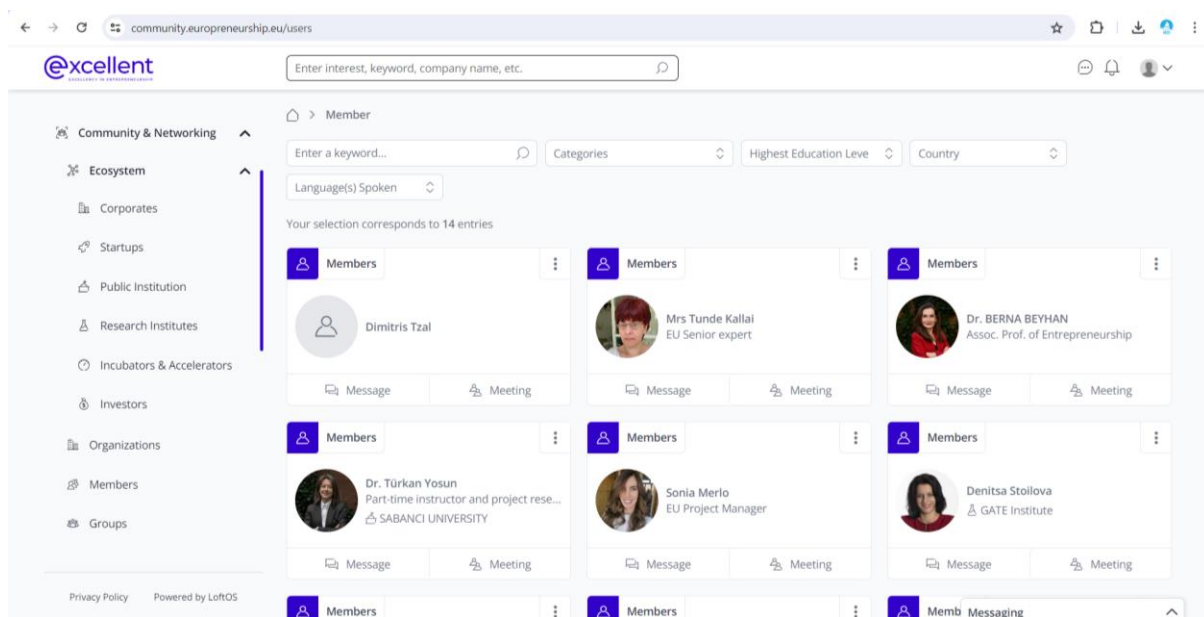 community.europreneurship.eu/users
excellent
EXCELLENCY IN ENTREPRENEURSHIP
Enter interest, keyword, company name, etc.
Community & Networking
Ecosystem
Corporates
Startups
Public Institution
Research Institutes
Incubators & Accelerators
Investors
Organizations
Members
Groups
Privacy Policy Powered by LoftOS
> Member
Enter a keyword... Categories Highest Education Leve Country
Language(s) Spoken
Your selection corresponds to 14 entries
Members Members Members
Dimitris Tzal
Mrs Tunde Kallai
EU Senior expert
Dr. BERNA BEYHAN
Assoc. Prof. of Entrepreneurship
Message Meeting Message Meeting Message Meeting
Members Members Members
Dr. Türkan Yosun
Part-time instructor and project rese...
SABANCI UNIVERSITY
Sonia Merlo
EU Project Manager
Denitsa Stoilova
GATE Institute
Message Meeting Message Meeting Message Meeting
Members Members Memb
Messaging